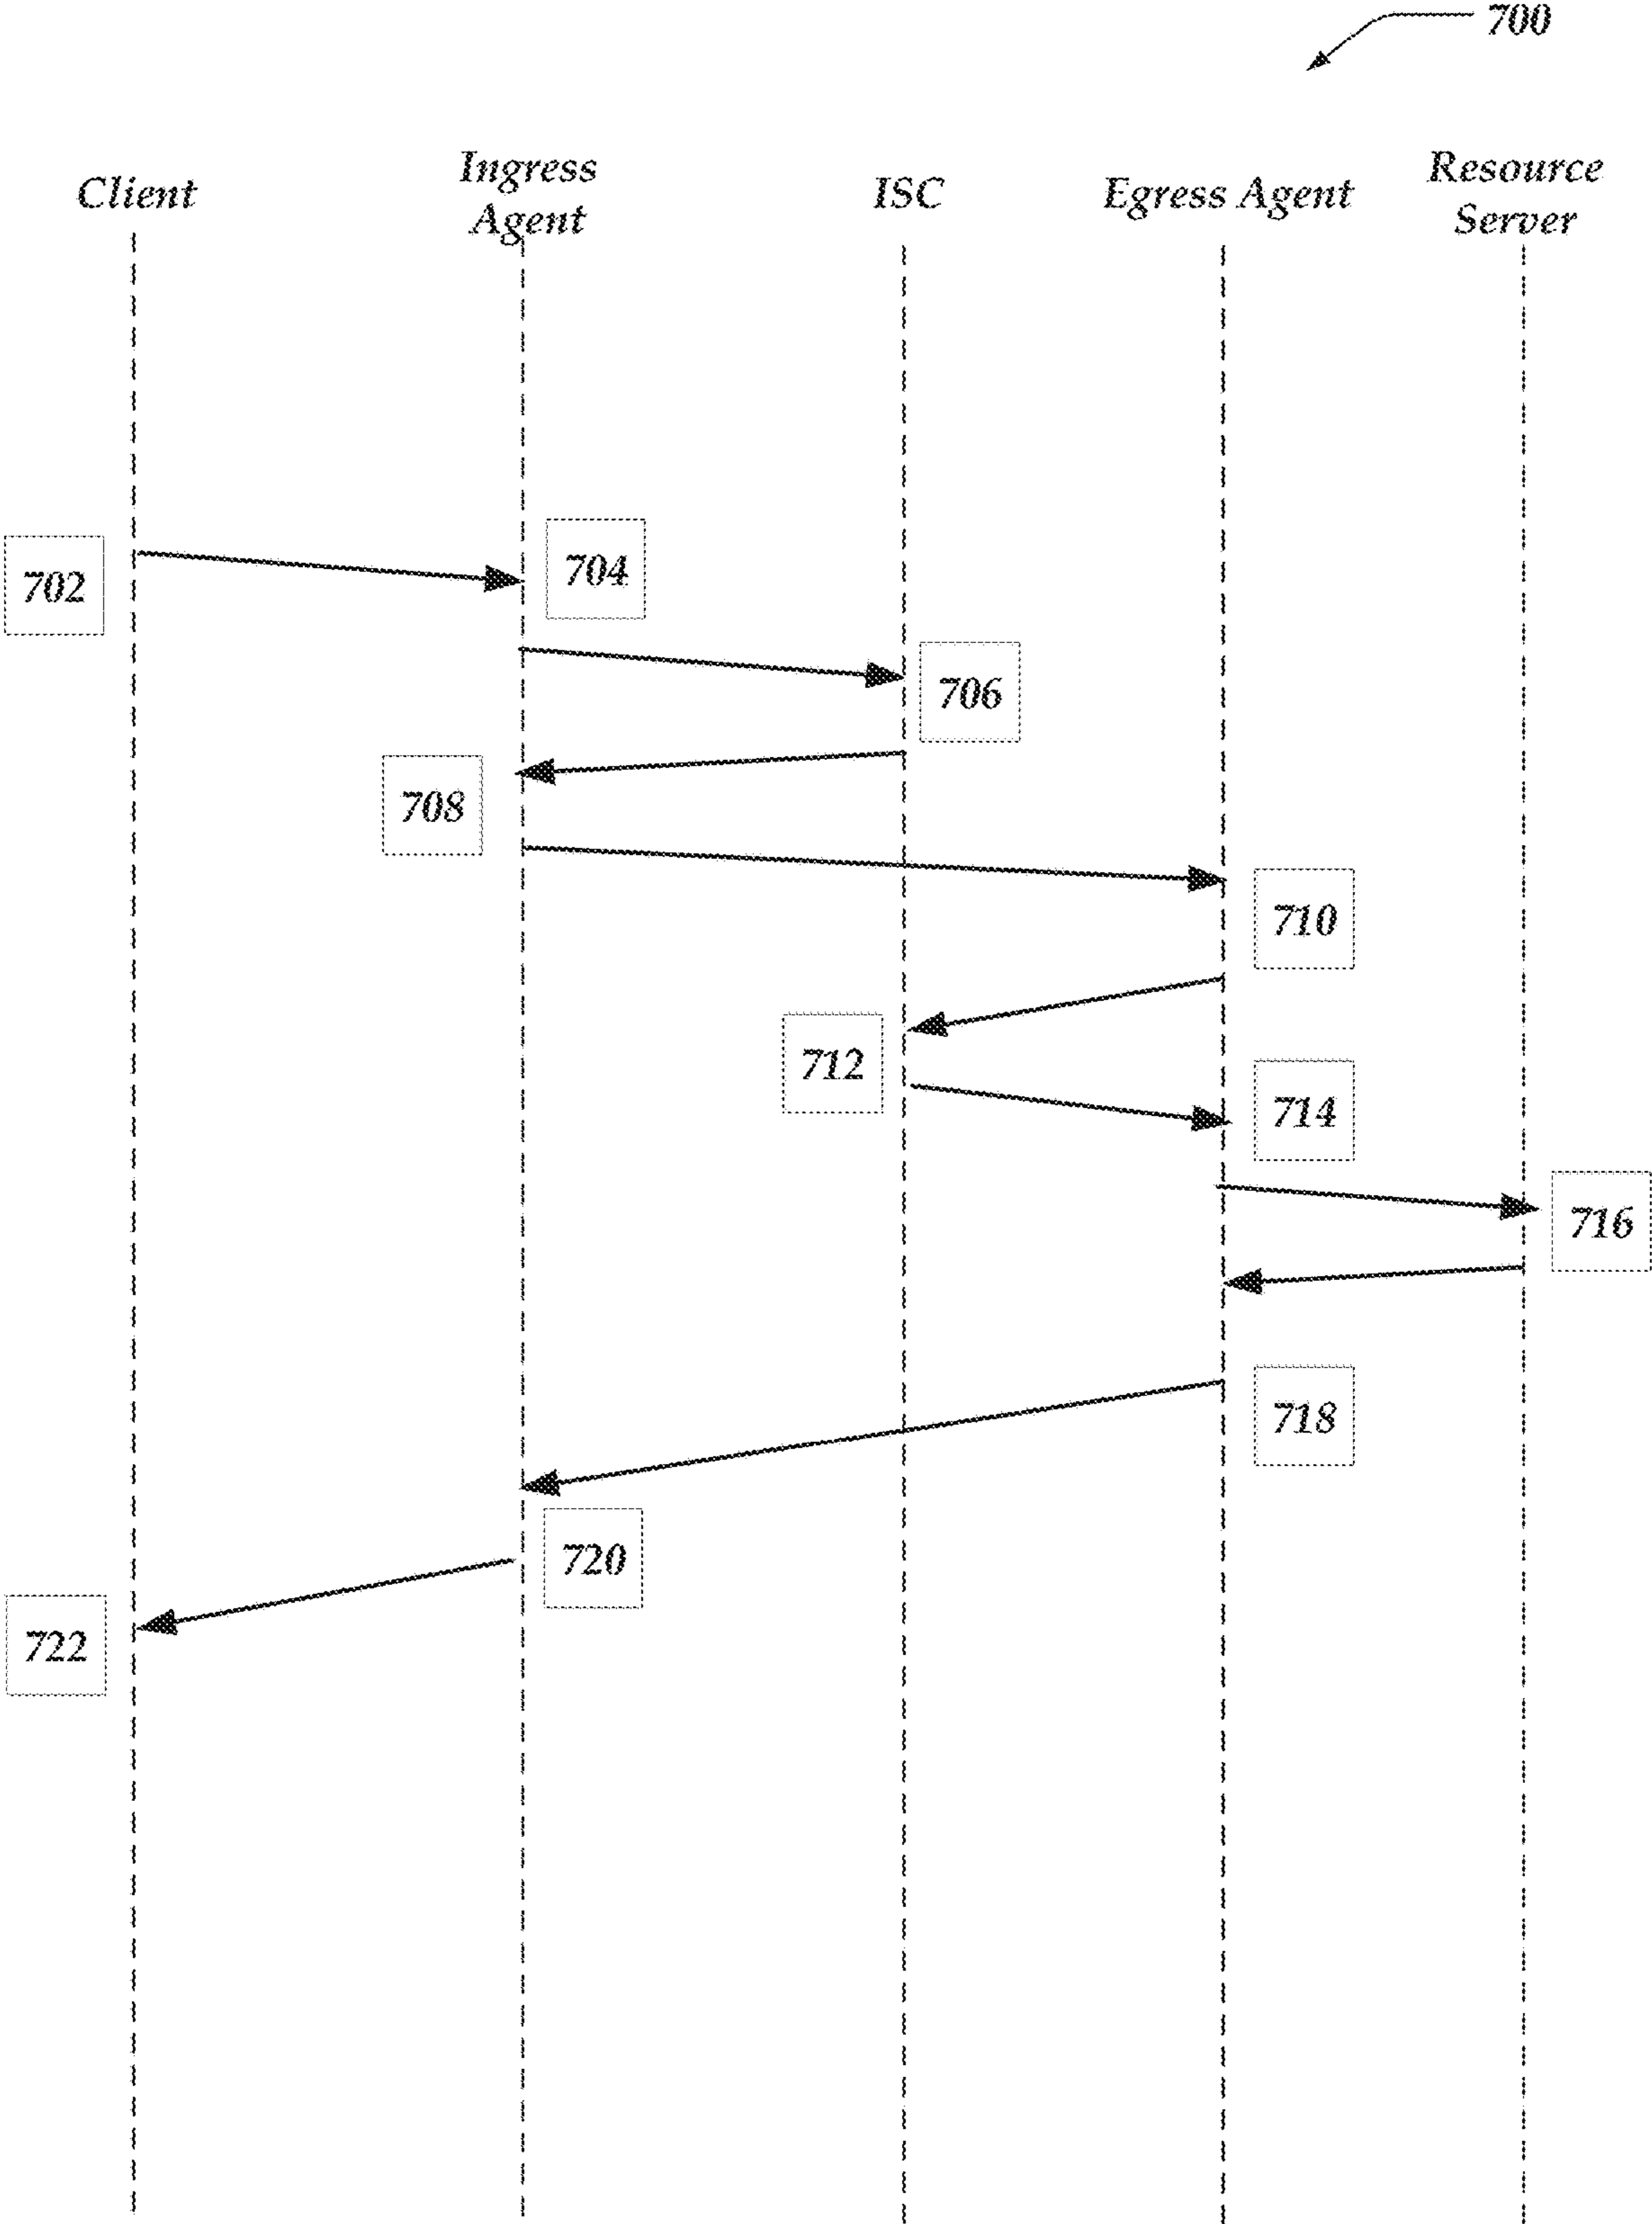 700
Client
Ingress
Agent
ISC
Egress Agent
Resource
Server
702
704
706
708
710
712
714
716
718
720
722